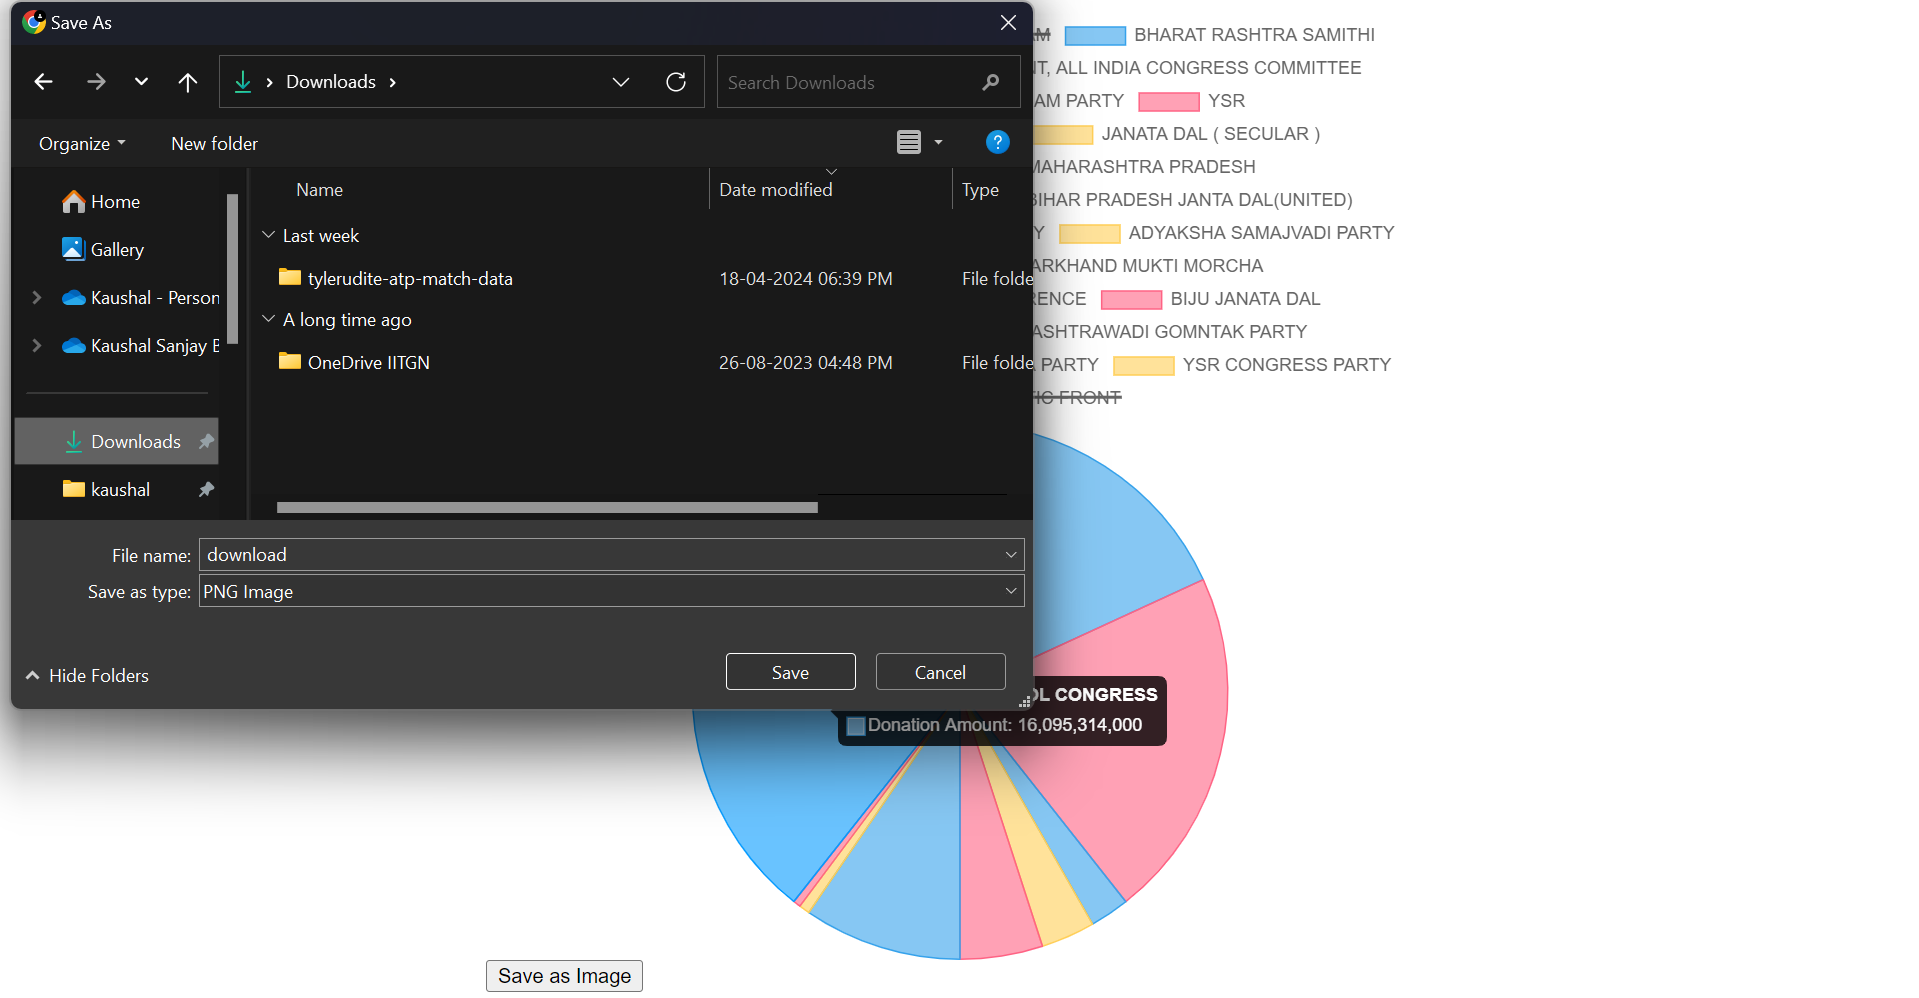 Save As
Downloads
Search Downloads
Organize
New folder
?
Name
Date modified
Type
Home
Gallery
Kaushal - Person
Kaushal Sanjay B
Downloads
kaushal
Last week
tylerudite-atp-match-data 18-04-2024 06:39 PM File folde
A long time ago
OneDrive IITGN 26-08-2023 04:48 PM File folde
File name: download
Save as type: PNG Image
Hide Folders
Save
Cancel
BHARAT RASHTRA SAMITHI
ALL INDIA CONGRESS COMMITTEE
AM PARTY YSR
JANATA DAL ( SECULAR )
MAHARASHTRA PRADESH
BIHAR PRADESH JANTA DAL(UNITED)
ADYAKSHA SAMAJVADI PARTY
ARKHAND MUKTI MORCHA
RENCE BIJU JANATA DAL
ASHTRAWADI GOMNTAK PARTY
PARTY YSR CONGRESS PARTY
FRONT
OL CONGRESS
Donation Amount: 16,095,314,000
Save as Image